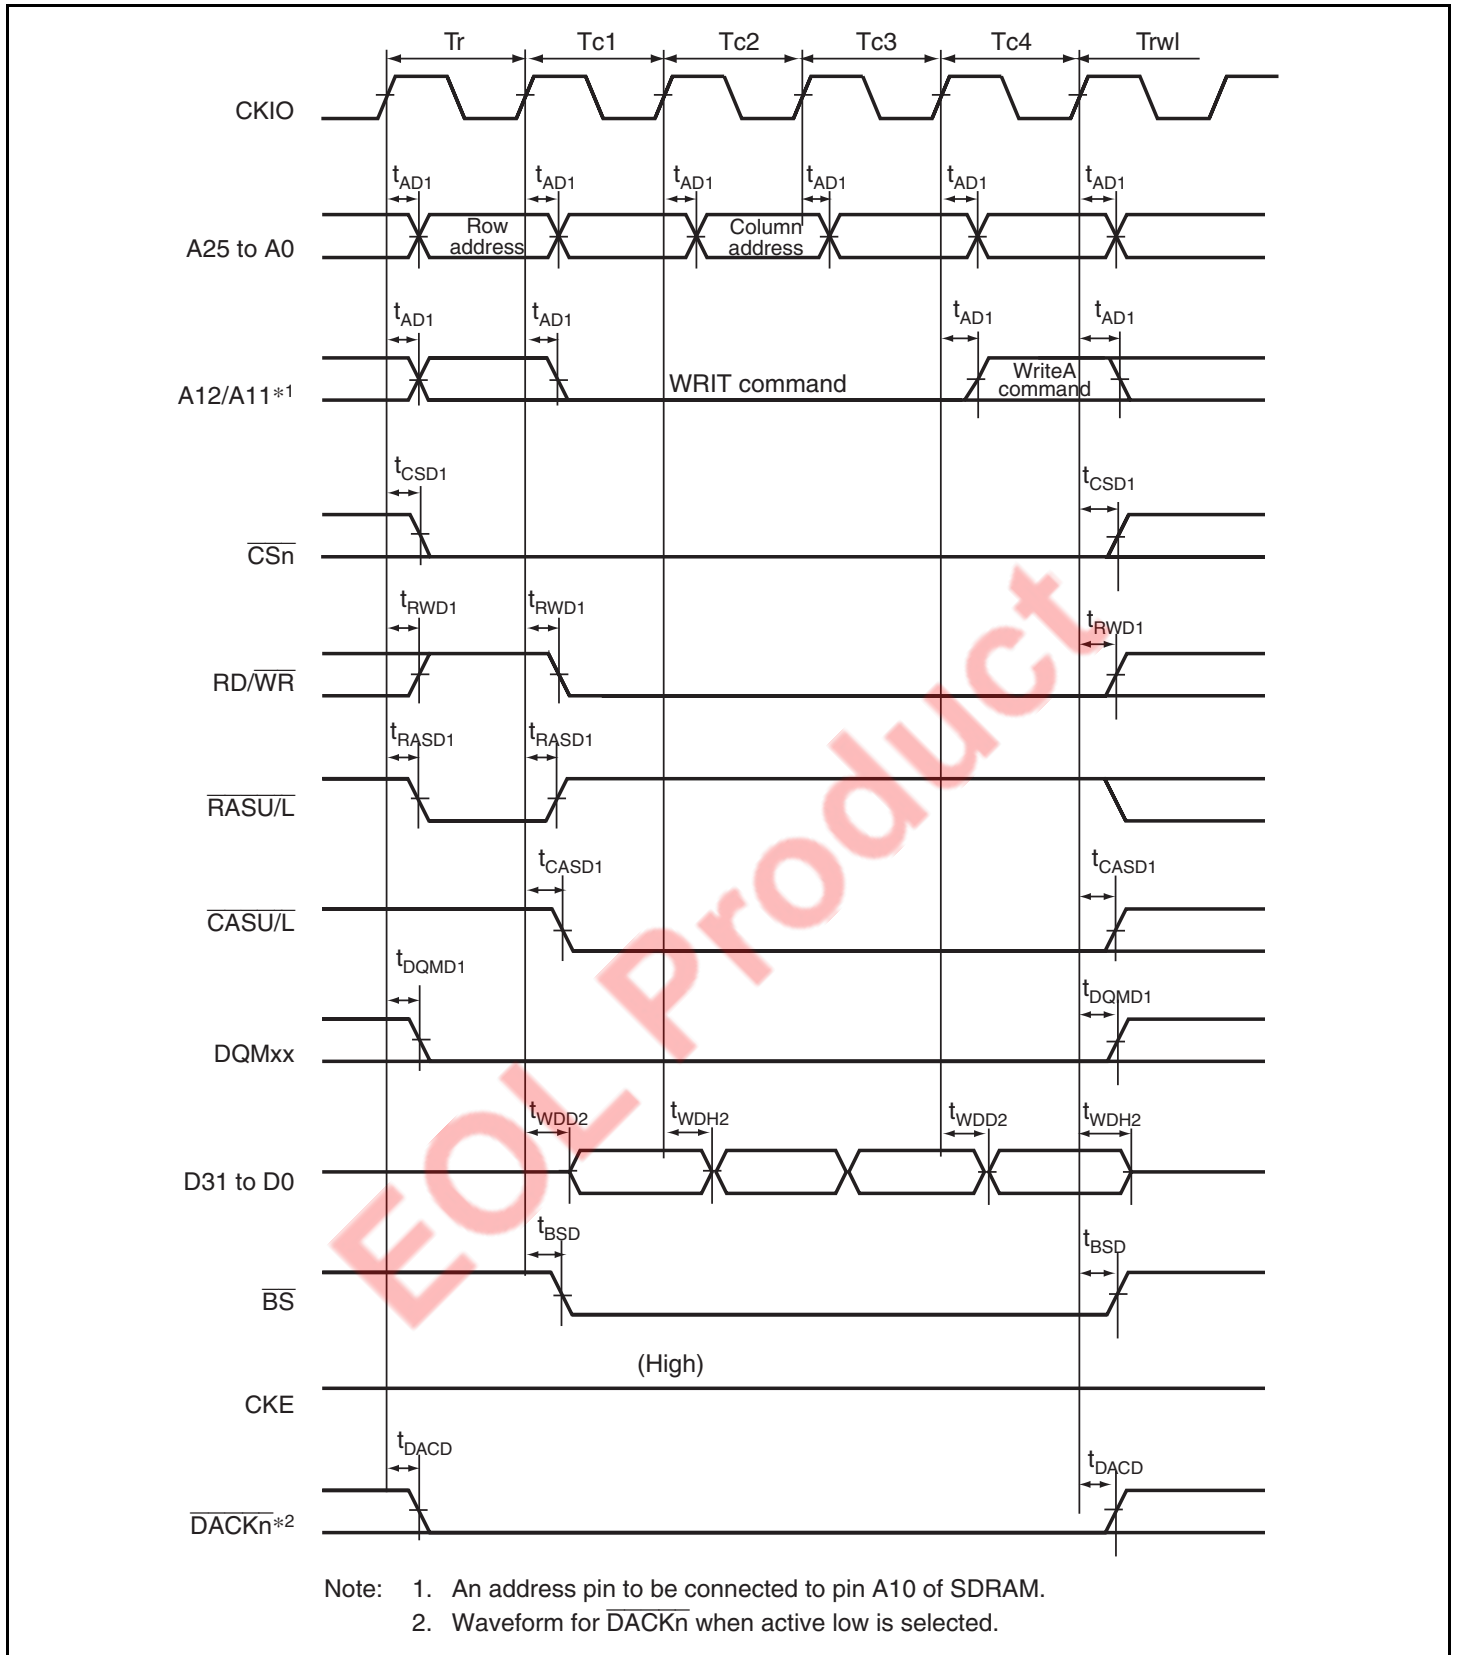 Tr Tc1 Tc2 Tc3 Tc4 Trwl
CKIO
tAD1 tAD1 tAD1 tAD1 tAD1 tAD1
A25 to A0 Row address Column address
tAD1 tAD1 tAD1 tAD1
A12/A11*1 WRIT command WriteA command
tCSD1 tCSD1
CSn
tRWD1 tRWD1 tRWD1
RD/WR
tRASD1 tRASD1
RASU/L
tCASD1 tCASD1
CASU/L
tDQMD1 tDQMD1
DQMxx
tWDD2 tWDH2 tWDD2 tWDH2
D31 to D0
tBSD tBSD
BS
(High)
CKE
tDACD tDACD
DACKn*2
Note: 1. An address pin to be connected to pin A10 of SDRAM.
2. Waveform for DACKn when active low is selected.
EOL Product